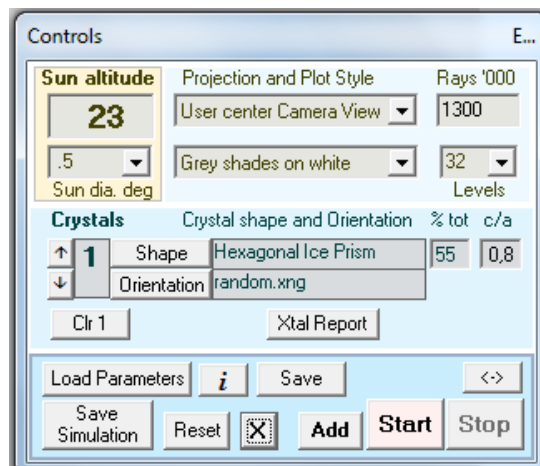 Controls E...
Sun altitude Projection and Plot Style Rays '000
23 User center Camera View 1300
.5 Grey shades on white 32
Sun dia. deg Levels
Crystals Crystal shape and Orientation % tot c/a
1 Shape Hexagonal Ice Prism 55 0,8
Orientation random.xng
Clr 1 Xtal Report
Load Parameters i Save <->
Save Simulation Reset X Add Start Stop